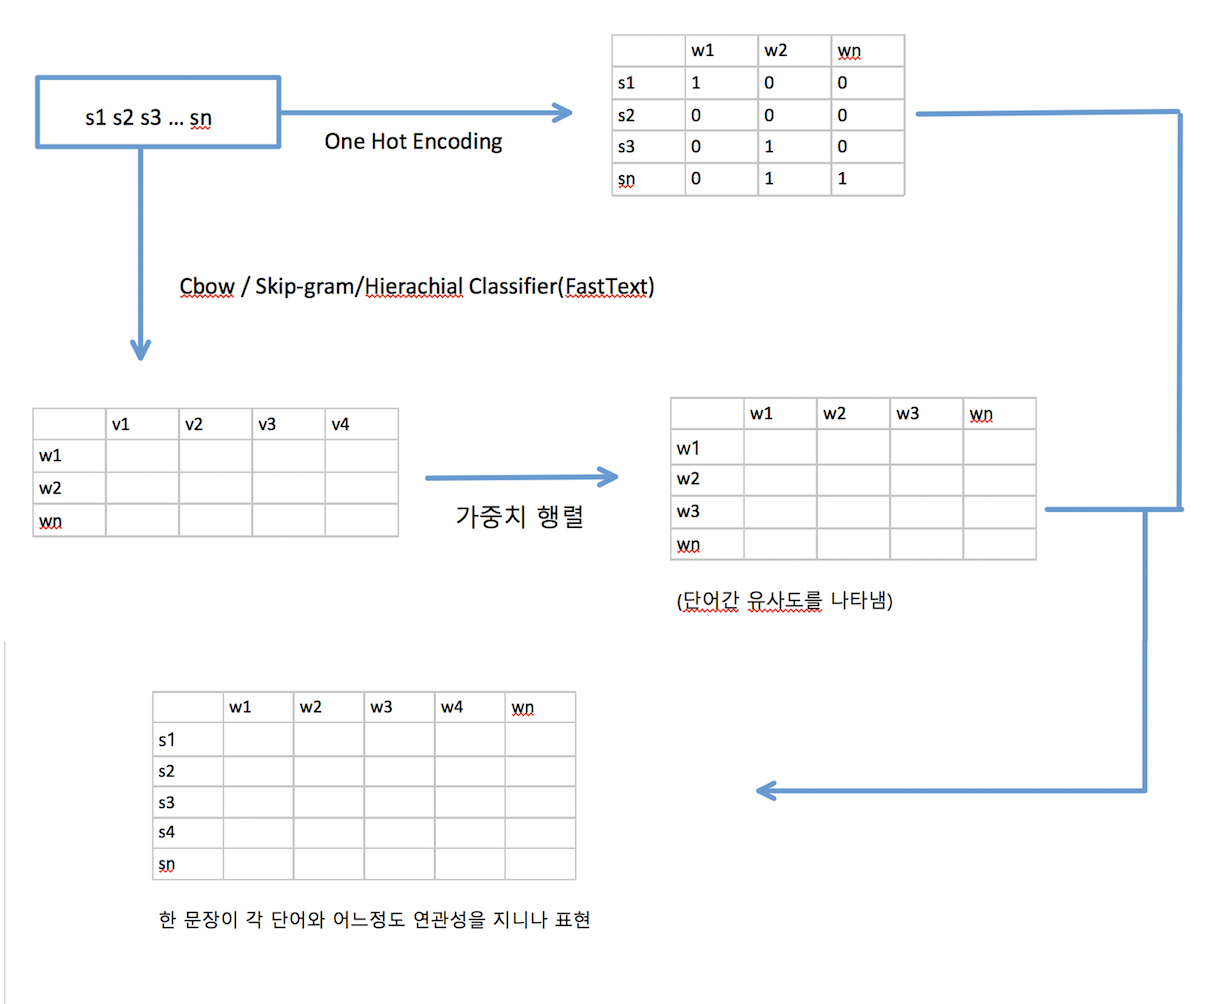 w1 w2 wn
s1 1 0 0
s2 0 0 0
s3 0 1 0
sn 0 1 1
s1 s2 s3 ... sn
One Hot Encoding
Cbow / Skip-gram/Hierachial Classifier(FastText)
v1 v2 v3 v4
w1
w2
wn
가중치 행렬
w1 w2 w3 wn
w1
w2
w3
wn
(단어간 유사도를 나타냄)
w1 w2 w3 w4 wn
s1
s2
s3
s4
sn
한 문장이 각 단어와 어느정도 연관성을 지니나 표현